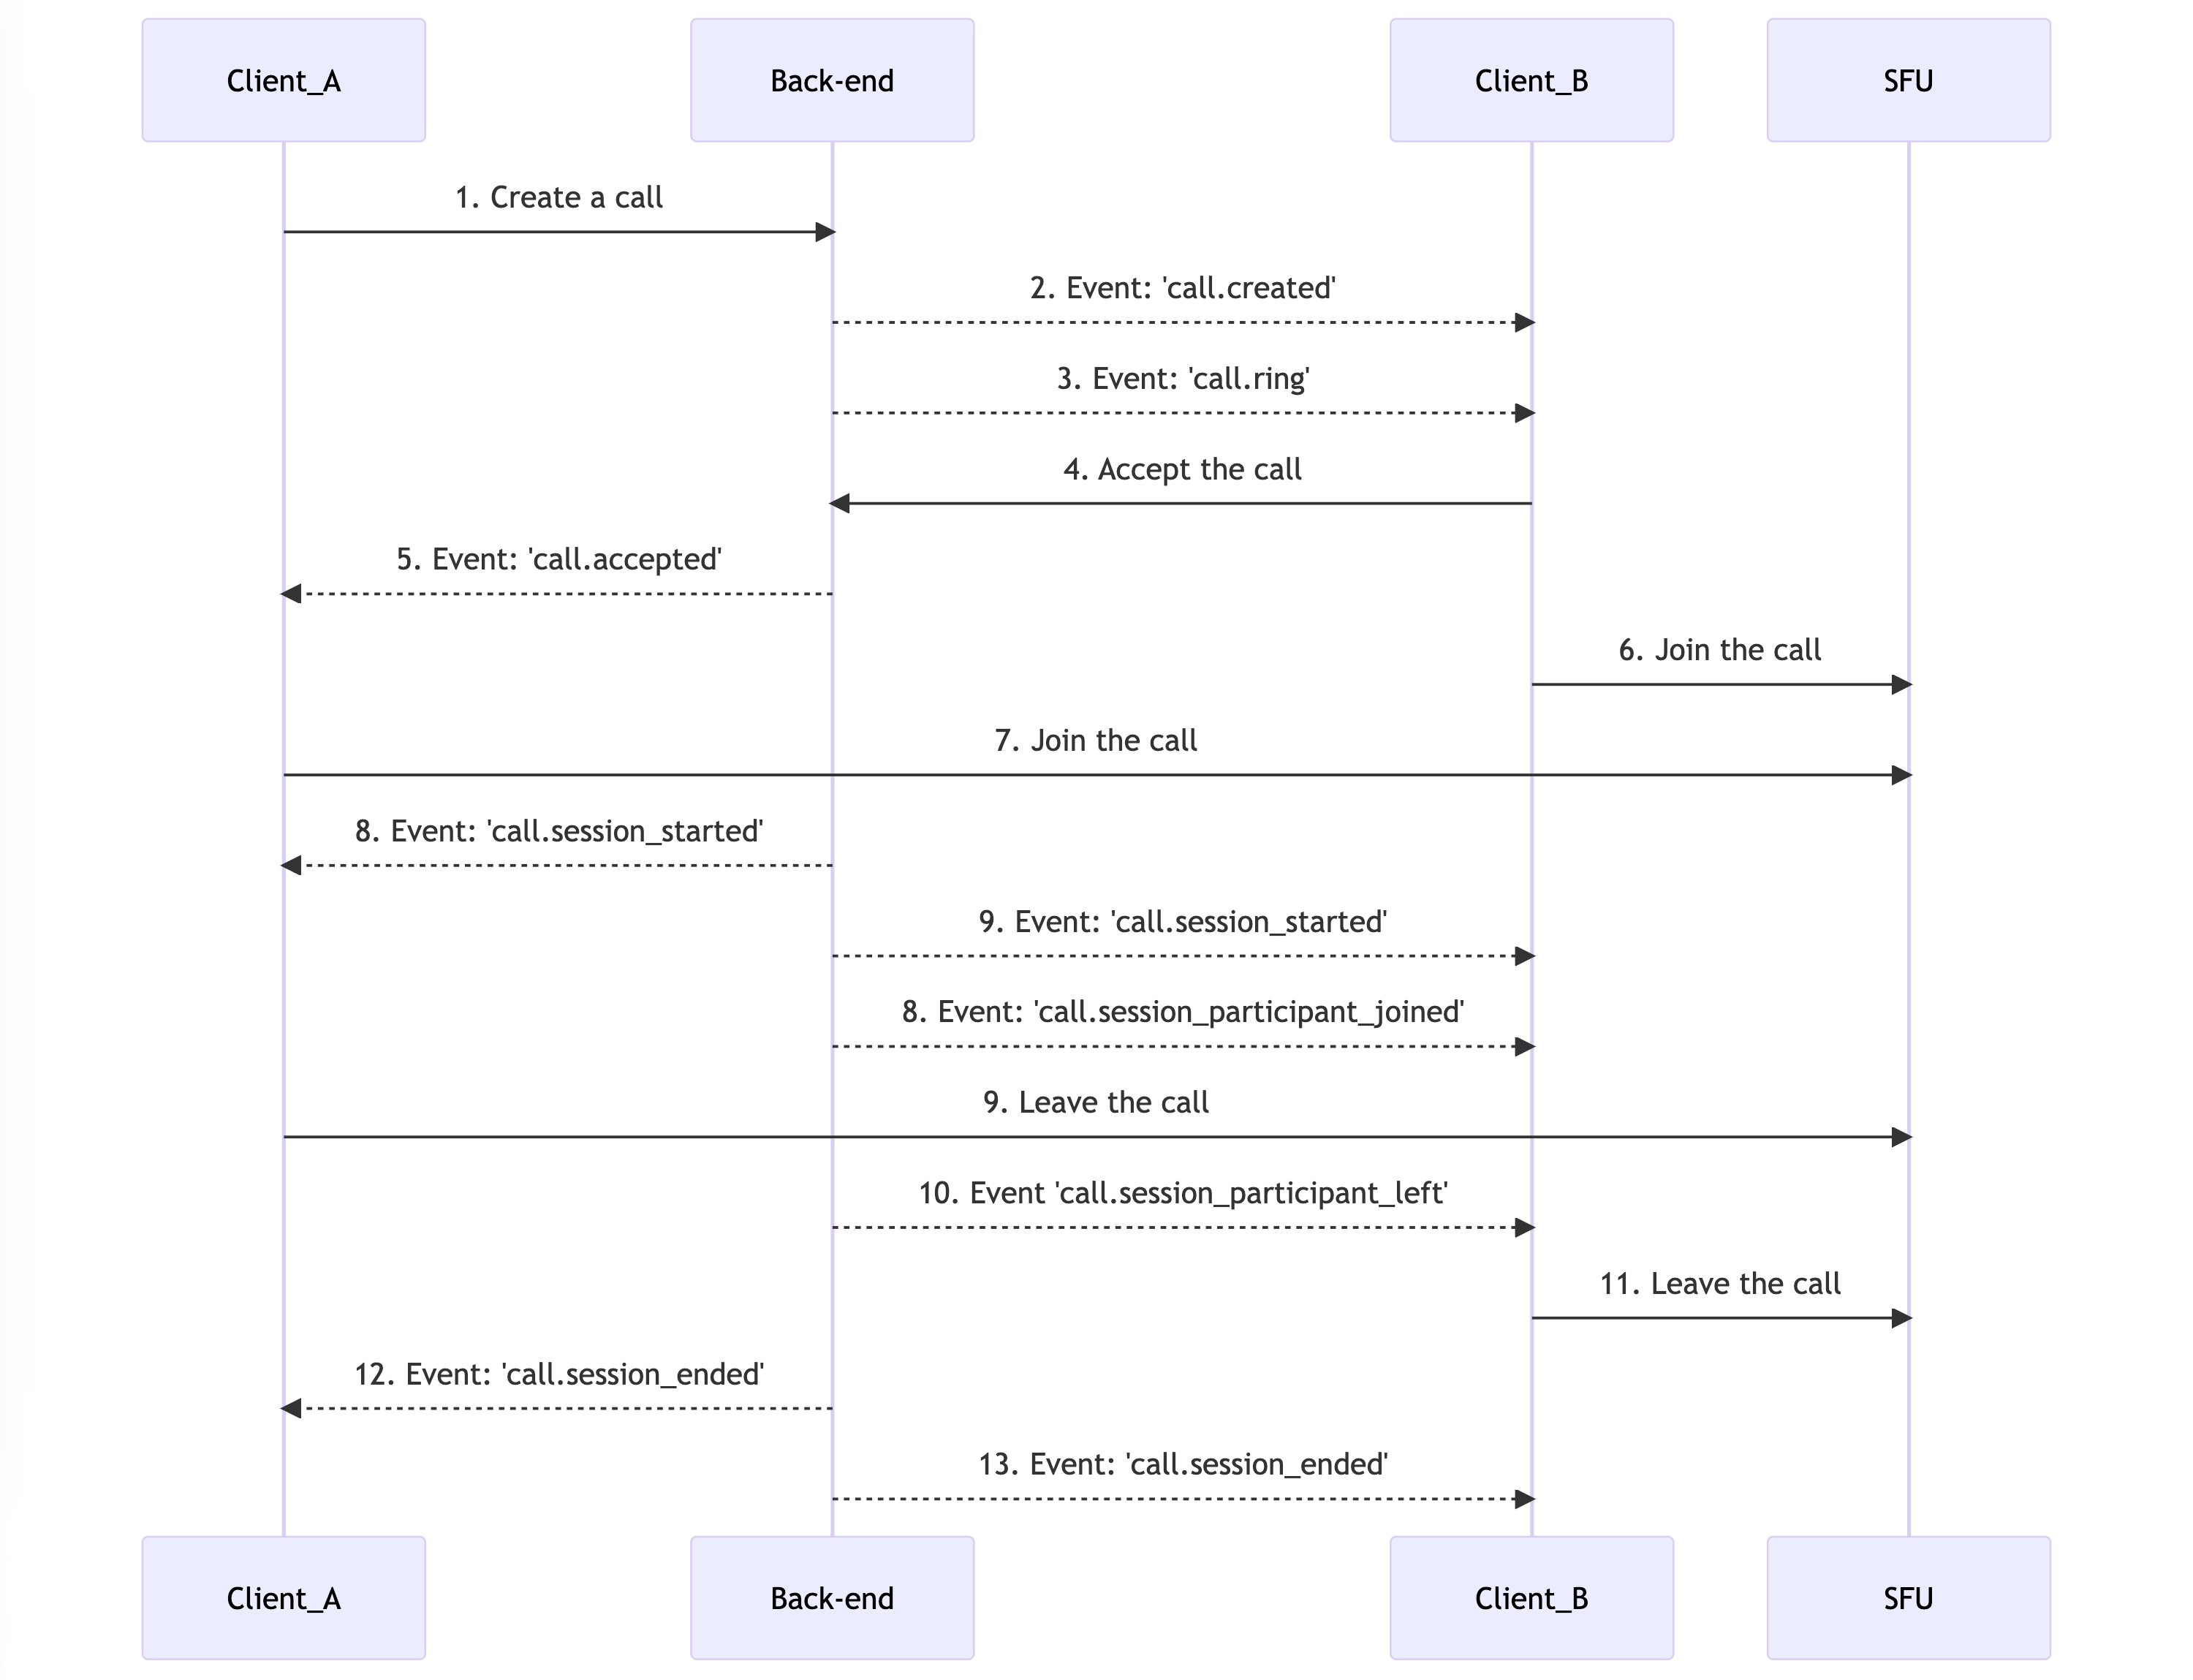 Client_A
Back-end
Client_B
SFU
1. Create a call
2. Event: 'call.created'
3. Event: 'call.ring'
4. Accept the call
5. Event: 'call.accepted'
6. Join the call
7. Join the call
8. Event: 'call.session_started'
9. Event: 'call.session_started'
8. Event: 'call.session_participant_joined'
9. Leave the call
10. Event 'call.session_participant_left'
11. Leave the call
12. Event: 'call.session_ended'
13. Event: 'call.session_ended'
Client_A
Back-end
Client_B
SFU